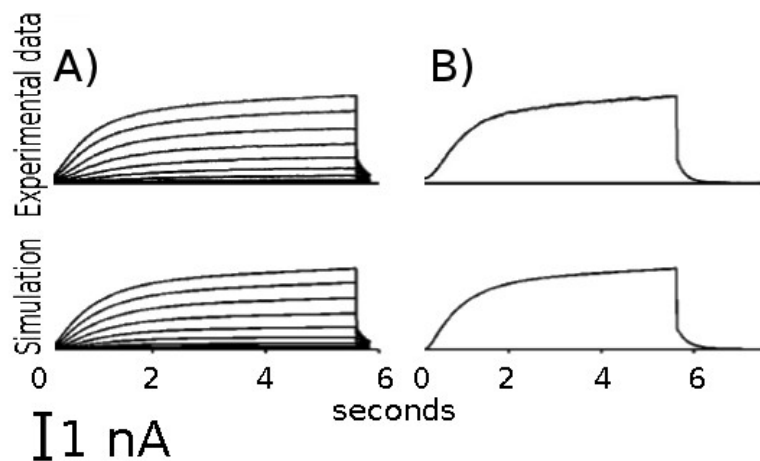 A)
B)
Experimental data
Simulation
0 2 4 6
0 2 4 6
seconds
1 nA